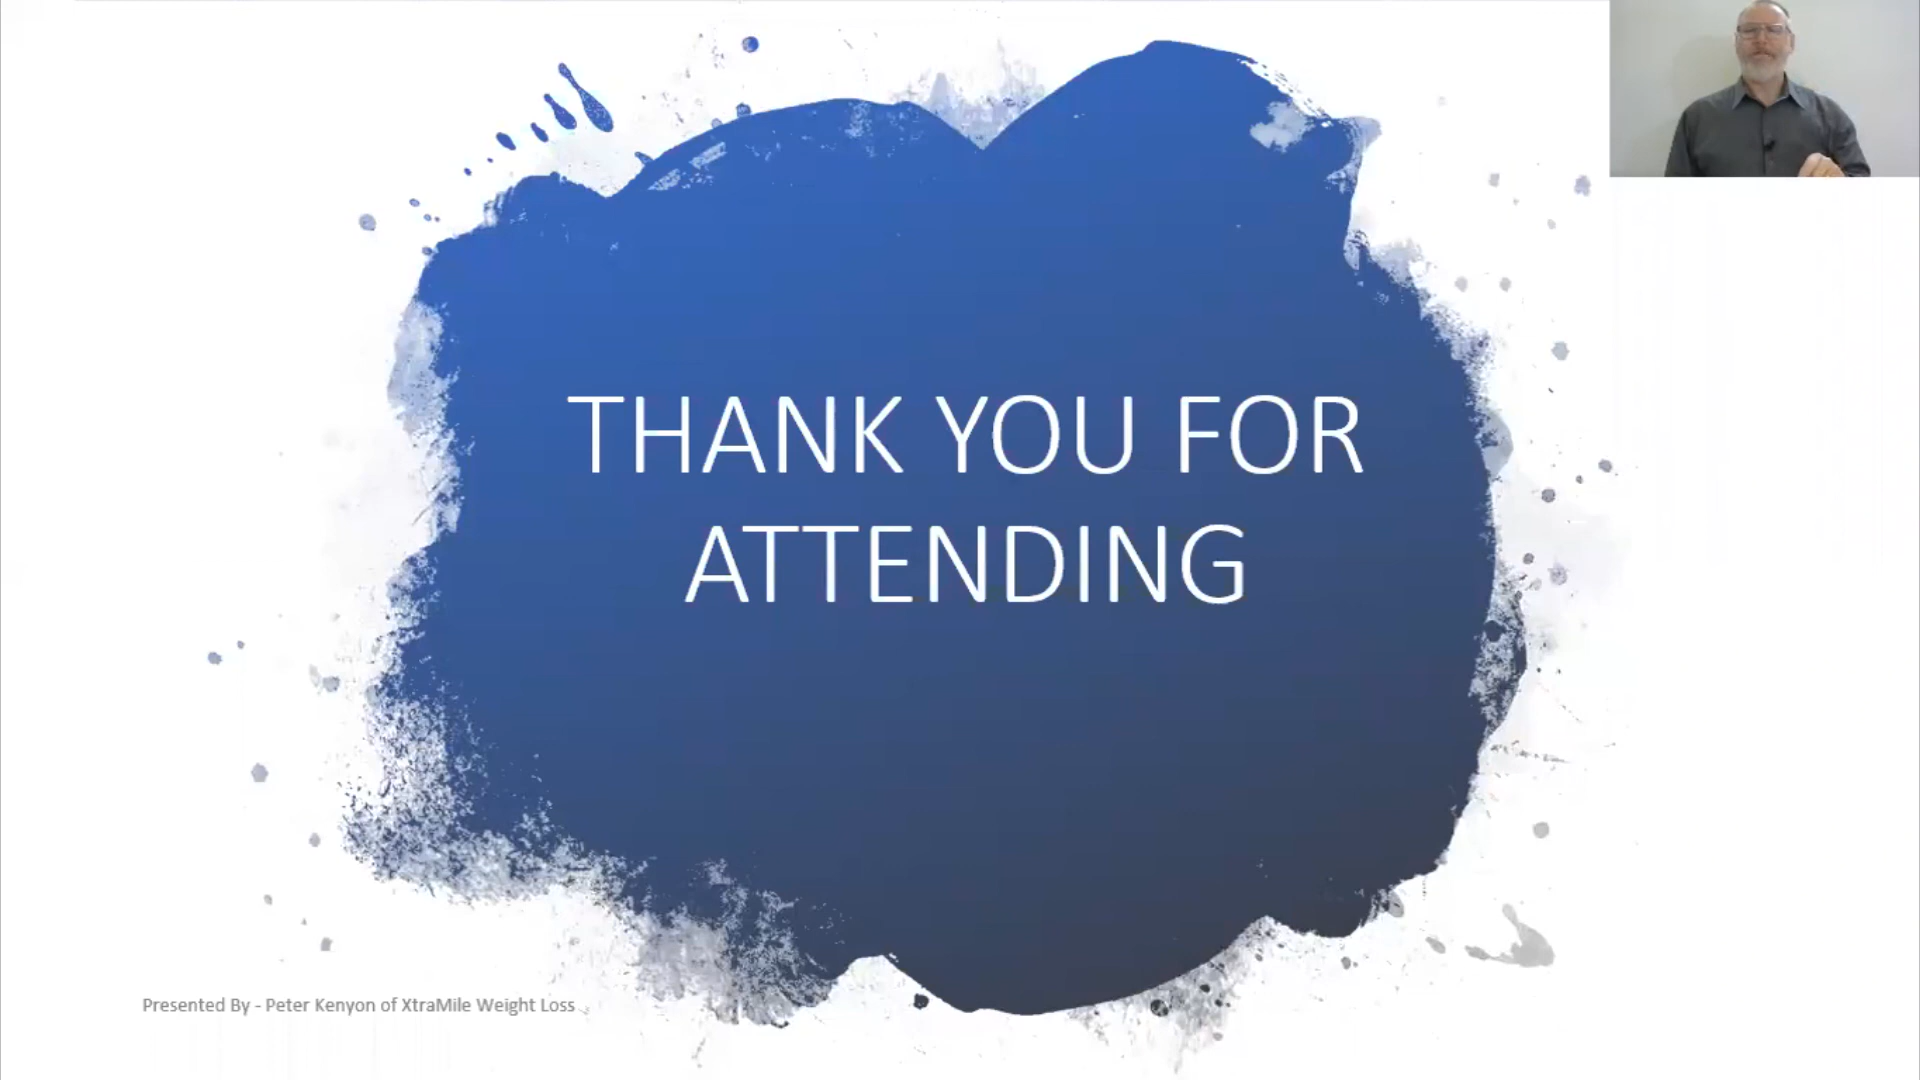 THANK YOU FOR
ATTENDING
Presented By - Peter Kenyon of XtraMile Weight Loss